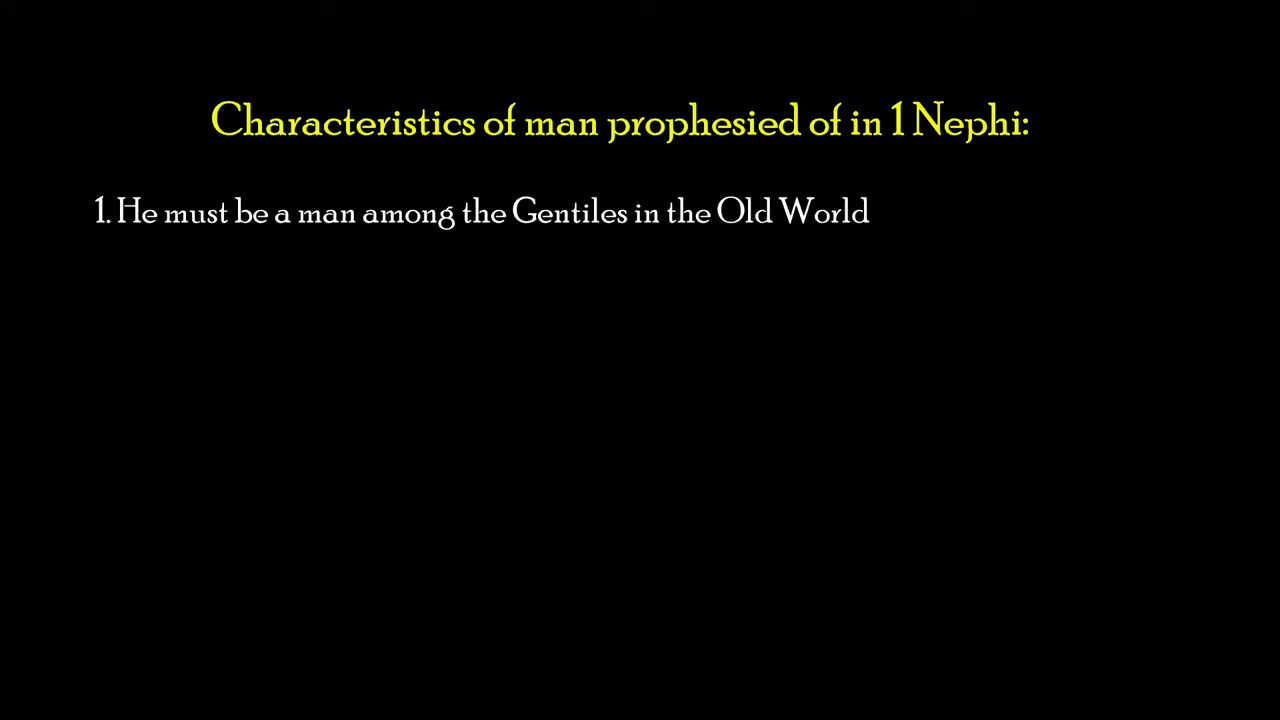 Characteristics of man prophesied of in 1 Nephi:
1. He must be a man among the Gentiles in the Old World